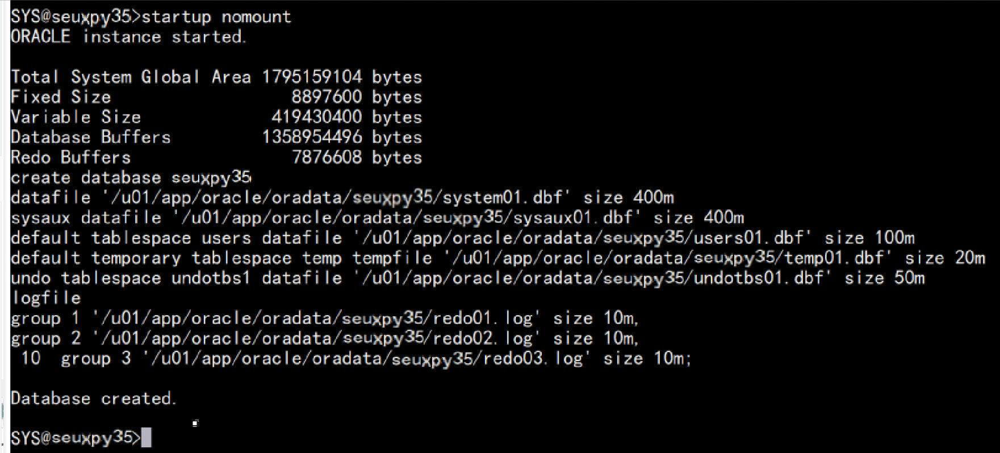 SYS@seuxpy35>startup nomount
ORACLE instance started.

Total System Global Area 1795159104 bytes
Fixed Size                  8897600 bytes
Variable Size             419430400 bytes
Database Buffers         1358954496 bytes
Redo Buffers                7876608 bytes
create database seuxpy35
datafile '/u01/app/oracle/oradata/seuxpy35/system01.dbf' size 400m
sysaux datafile '/u01/app/oracle/oradata/seuxpy35/sysaux01.dbf' size 400m
default tablespace users datafile '/u01/app/oracle/oradata/seuxpy35/users01.dbf' size 100m
default temporary tablespace temp tempfile '/u01/app/oracle/oradata/seuxpy35/temp01.dbf' size 20m
undo tablespace undotbs1 datafile '/u01/app/oracle/oradata/seuxpy35/undotbs01.dbf' size 50m
logfile
group 1 '/u01/app/oracle/oradata/seuxpy35/redo01.log' size 10m,
group 2 '/u01/app/oracle/oradata/seuxpy35/redo02.log' size 10m,
 10  group 3 '/u01/app/oracle/oradata/seuxpy35/redo03.log' size 10m;

Database created.

SYS@seuxpy35>